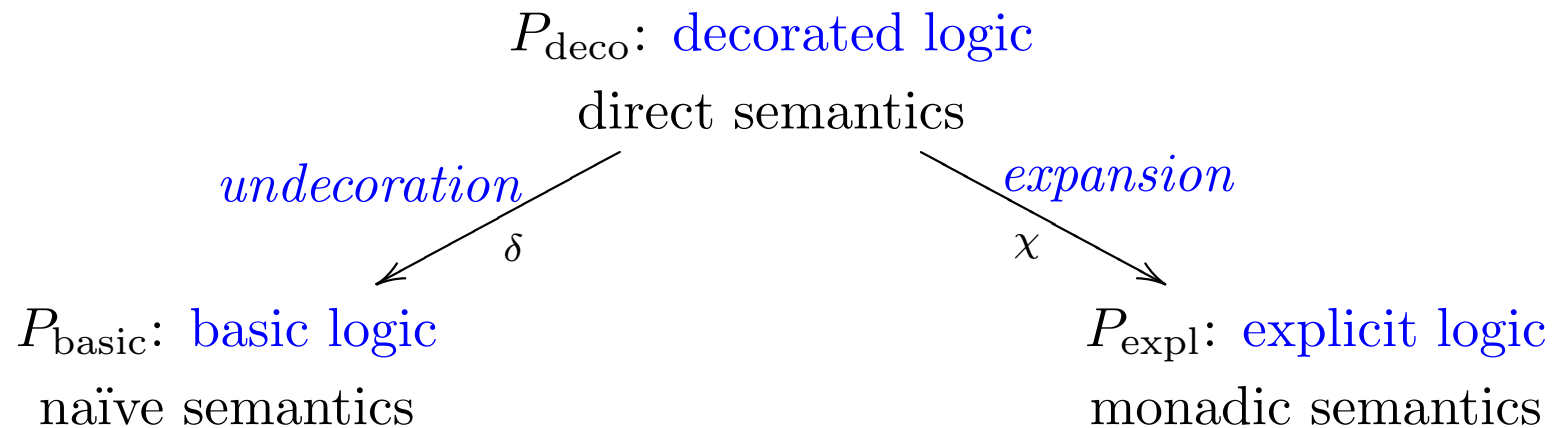 P_deco: decorated logic
direct semantics
undecoration
expansion
δ
χ
P_basic: basic logic
P_expl: explicit logic
naïve semantics
monadic semantics